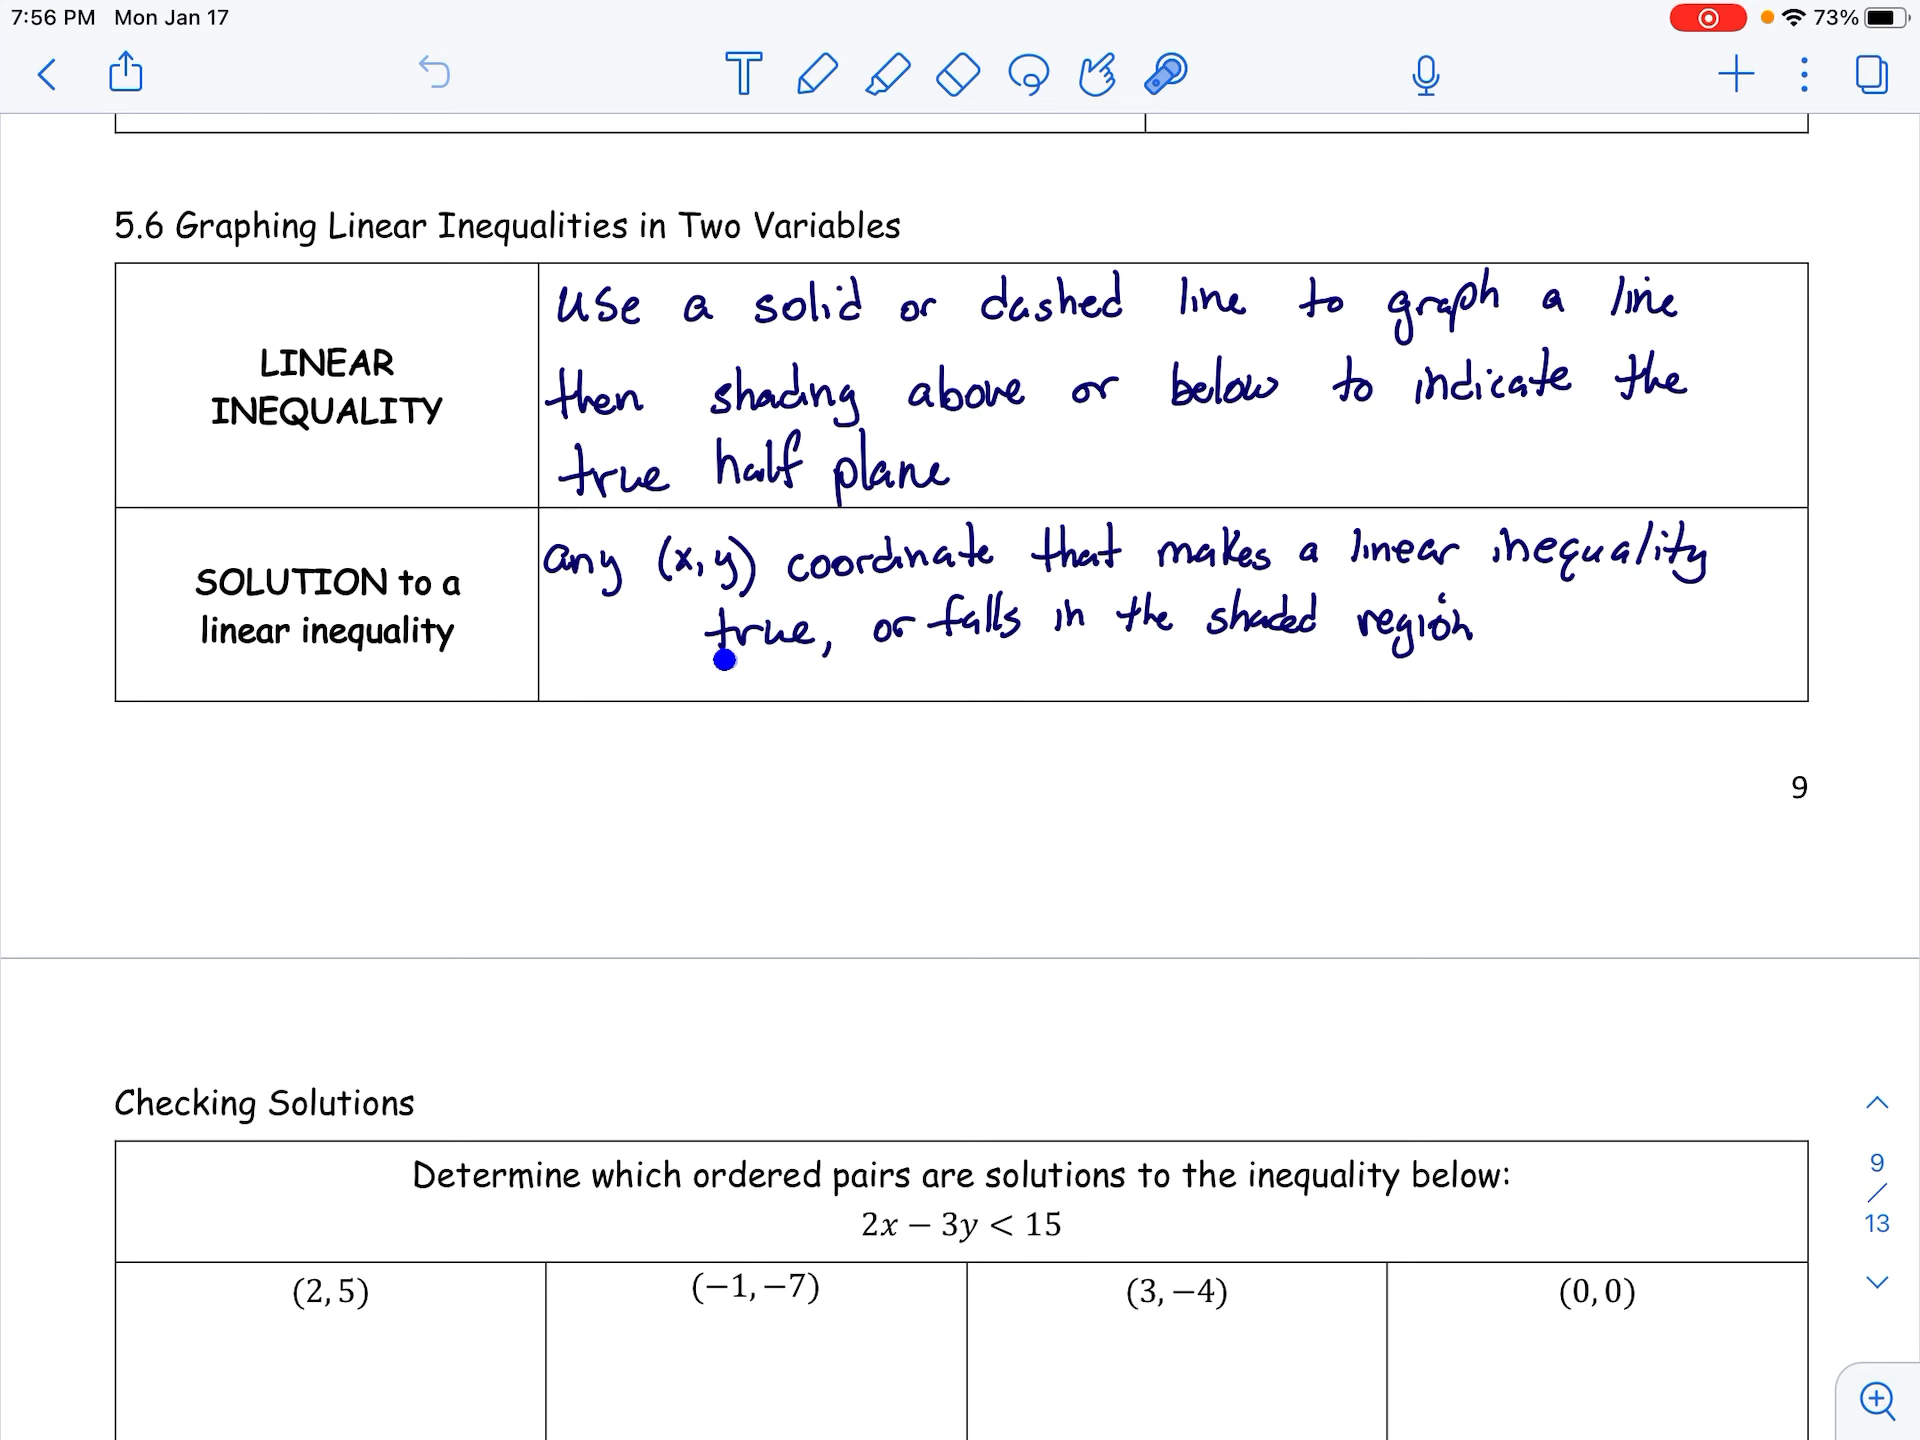 7:56 PM Mon Jan 17
73%
5.6 Graphing Linear Inequalities in Two Variables
LINEAR
INEQUALITY
use a solid or dashed line to graph a line
then shading above or below to indicate the
true half plane
SOLUTION to a
linear inequality
any (x,y) coordinate that makes a linear inequality
true, or falls in the shaded region
9
Checking Solutions
Determine which ordered pairs are solutions to the inequality below:
2x − 3y < 15
(2, 5)
(−1, −7)
(3, −4)
(0, 0)
9
/
13